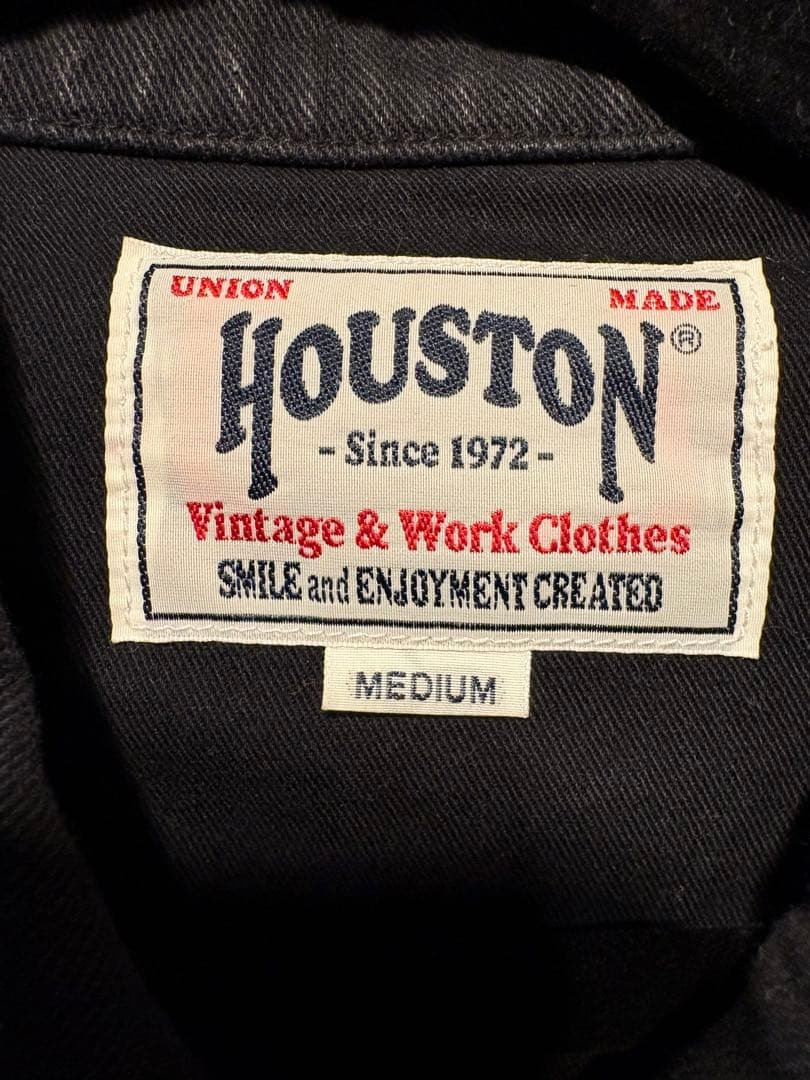 UNION MADE
HOUSTON®
- Since 1972 -
Vintage & Work Clothes
SMILE and ENJOYMENT CREATED
MEDIUM